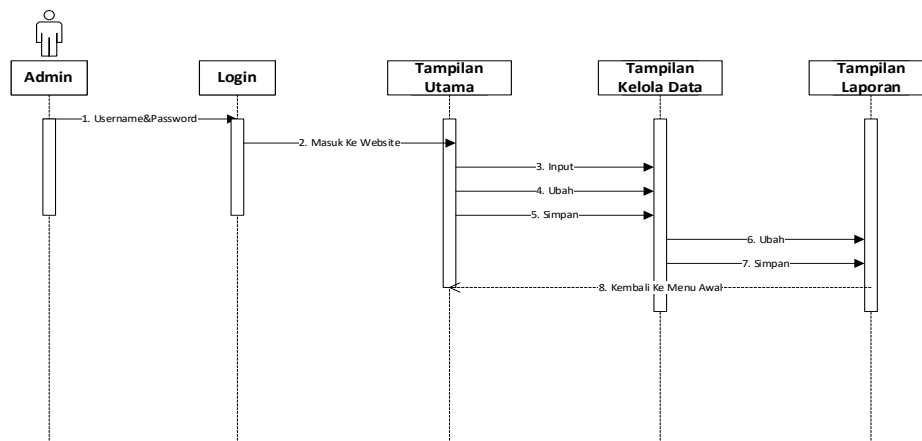 Admin
Login
Tampilan
Utama
Tampilan
Kelola Data
Tampilan
Laporan
1. Username&Password
2. Masuk Ke Website
3. Input
4. Ubah
5. Simpan
6. Ubah
7. Simpan
8. Kembali Ke Menu Awal